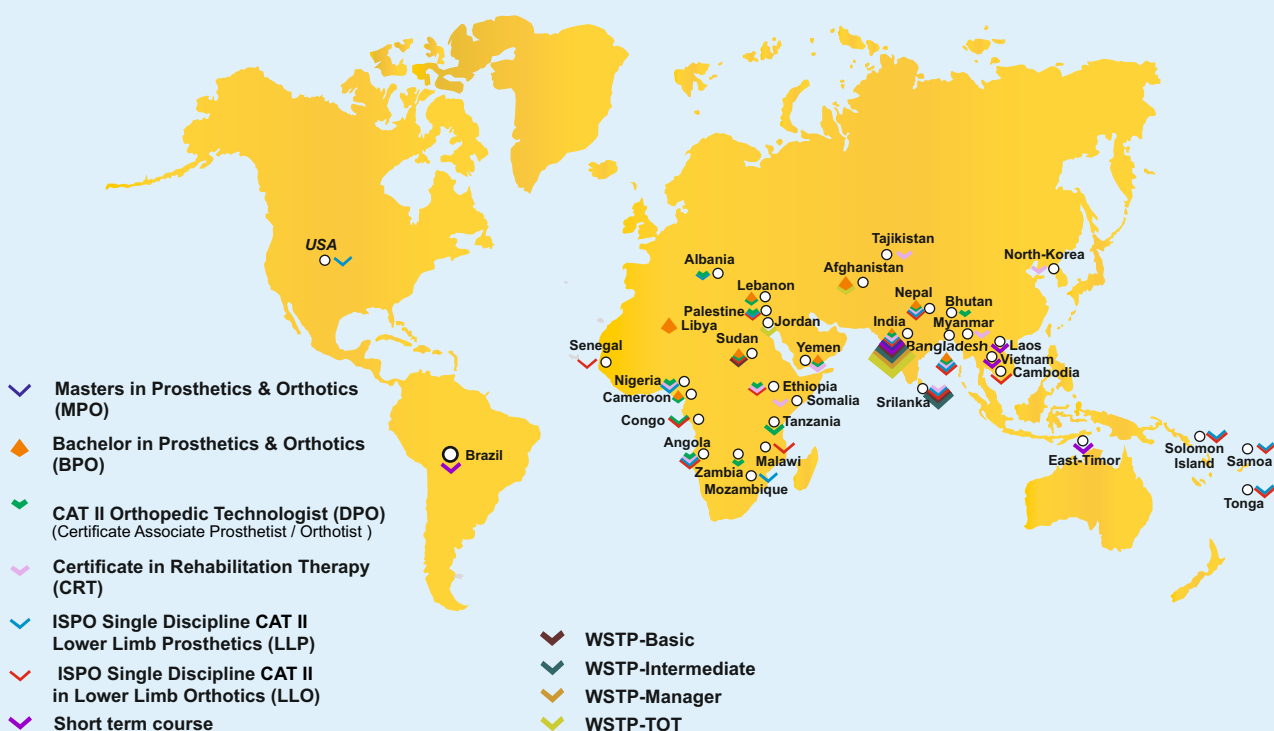 USA
Tajikistan
Albania
North-Korea
Afghanistan
Lebanon
Nepal
Bhutan
Palestine
Jordan
India
Myanmar
Libya
Sudan
Senegal
Yemen
Bangladesh
Laos
Vietnam
Cambodia
Nigeria
Ethiopia
Cameroon
Somalia
Srilanka
Congo
Tanzania
Angola
Brazil
Malawi
Zambia
Mozambique
East-Timor
Solomon
Island
Samoa
Tonga
Masters in Prosthetics & Orthotics
(MPO)
Bachelor in Prosthetics & Orthotics
(BPO)
CAT II Orthopedic Technologist (DPO)
(Certificate Associate Prosthetist / Orthotist )
Certificate in Rehabilitation Therapy
(CRT)
ISPO Single Discipline CAT II
Lower Limb Prosthetics (LLP)
ISPO Single Discipline CAT II
in Lower Limb Orthotics (LLO)
Short term course
WSTP-Basic
WSTP-Intermediate
WSTP-Manager
WSTP-TOT